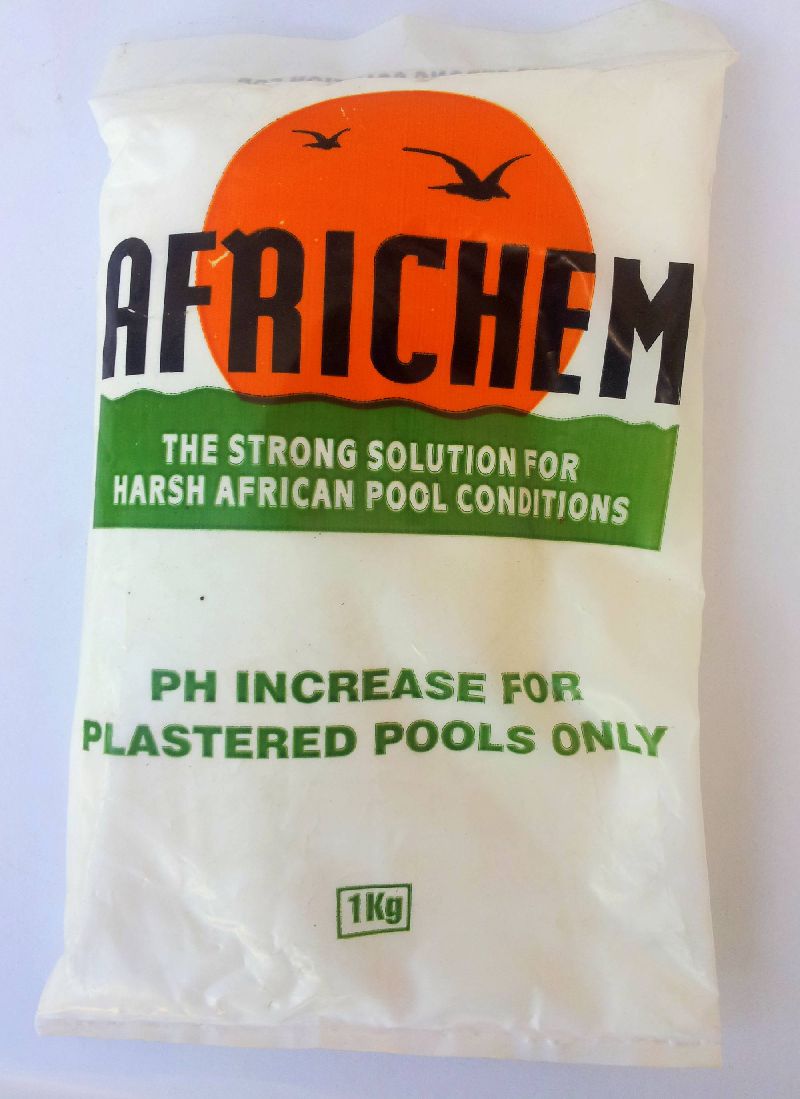 AFRICHEM
THE STRONG SOLUTION FOR
HARSH AFRICAN POOL CONDITIONS
PH INCREASE FOR
PLASTERED POOLS ONLY
1Kg